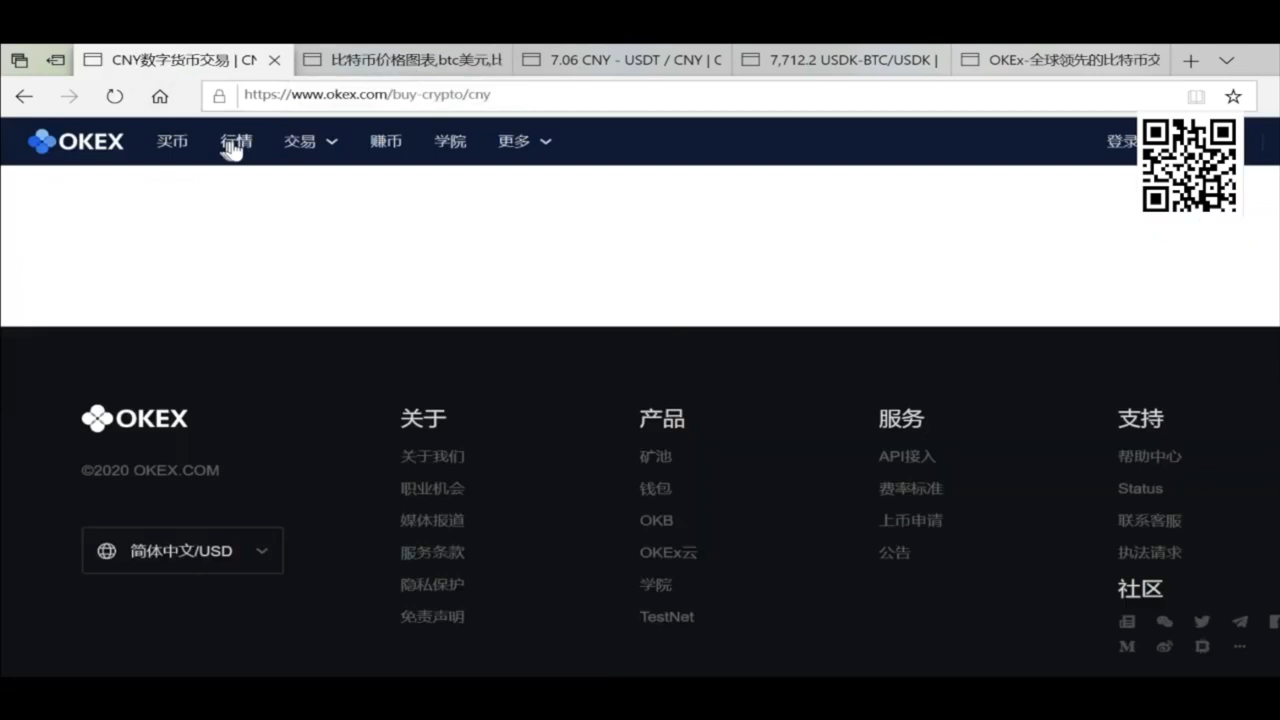 CNY数字货币交易 | CN
比特币价格图表,btc美元,比
7.06 CNY - USDT / CNY | O
7,712.2 USDK-BTC/USDK |
OKEx-全球领先的比特币交
https://www.okex.com/buy-crypto/cny
OKEX
买币
行情
交易
赚币
学院
更多
登录
OKEX
©2020 OKEX.COM
简体中文/USD
关于
关于我们
职业机会
媒体报道
服务条款
隐私保护
免责声明
产品
矿池
钱包
OKB
OKEx云
学院
TestNet
服务
API接入
费率标准
上币申请
公告
支持
帮助中心
Status
联系客服
执法请求
社区